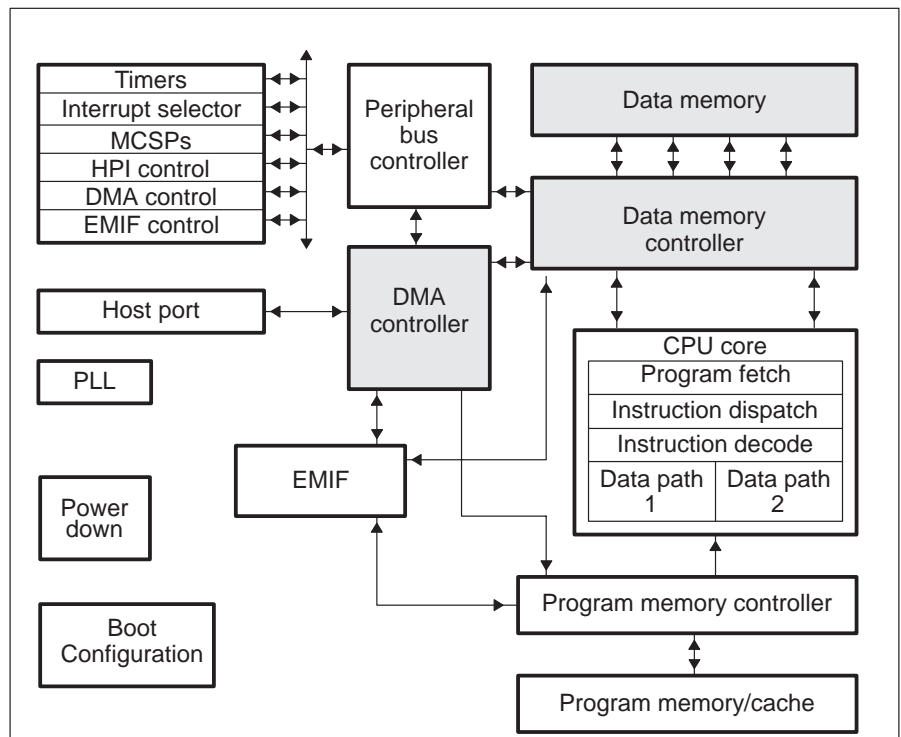 Timers
Interrupt selector
MCSPs
HPI control
DMA control
EMIF control
Peripheral
bus
controller
Data memory
Data memory
controller
Host port
DMA
controller
PLL
CPU core
Program fetch
Instruction dispatch
Instruction decode
Data path
1
Data path
2
EMIF
Power
down
Boot
Configuration
Program memory controller
Program memory/cache